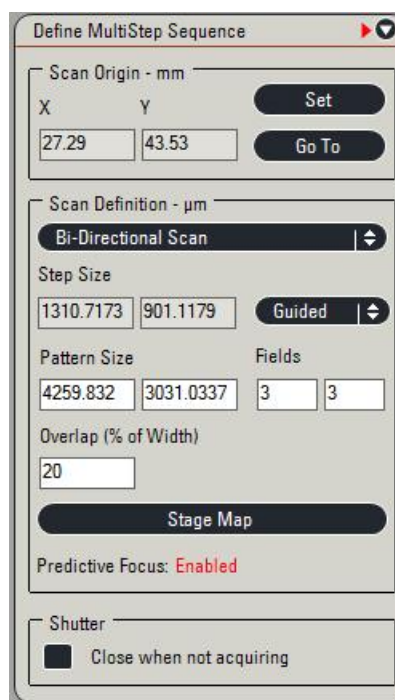 Define MultiStep Sequence
Scan Origin - mm
X Y Set
27.29 43.53 Go To
Scan Definition - µm
Bi-Directional Scan
Step Size
1310.7173 901.1179 Guided
Pattern Size Fields
4259.832 3031.0337 3 3
Overlap (% of Width)
20
Stage Map
Predictive Focus: Enabled
Shutter
Close when not acquiring